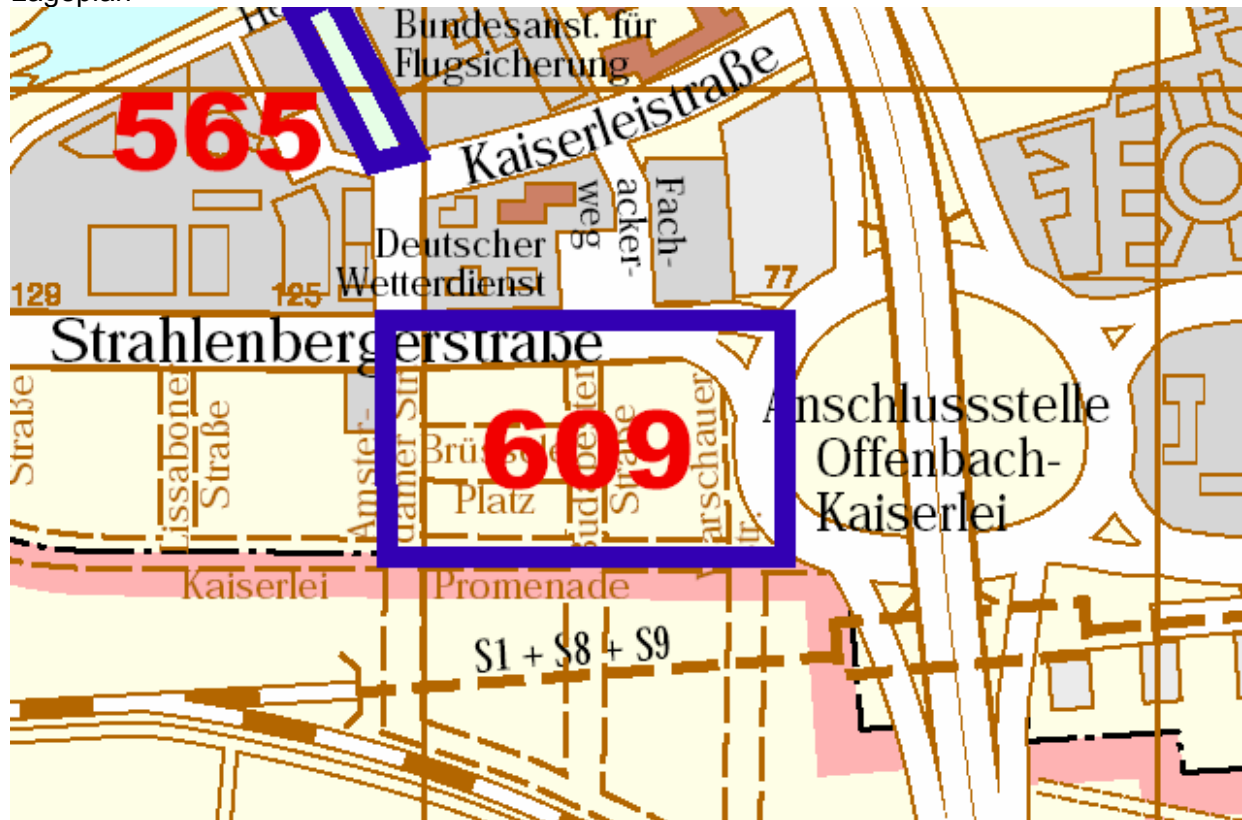 Lageplan
Bundesanst. für
Flugsicherung
565
Kaiserleistraße
Fach-
acker-
weg
Deutscher
Wetterdienst
129
125
77
Strahlenbergerstraße
Straße
Lissaboner
Straße
Amster-
damer Str.
Platz
609
Budapester
Straße
Warschauer
Str.
Anschlussstelle
Offenbach-
Kaiserlei
Kaiserlei Promenade
S1 + S8 + S9